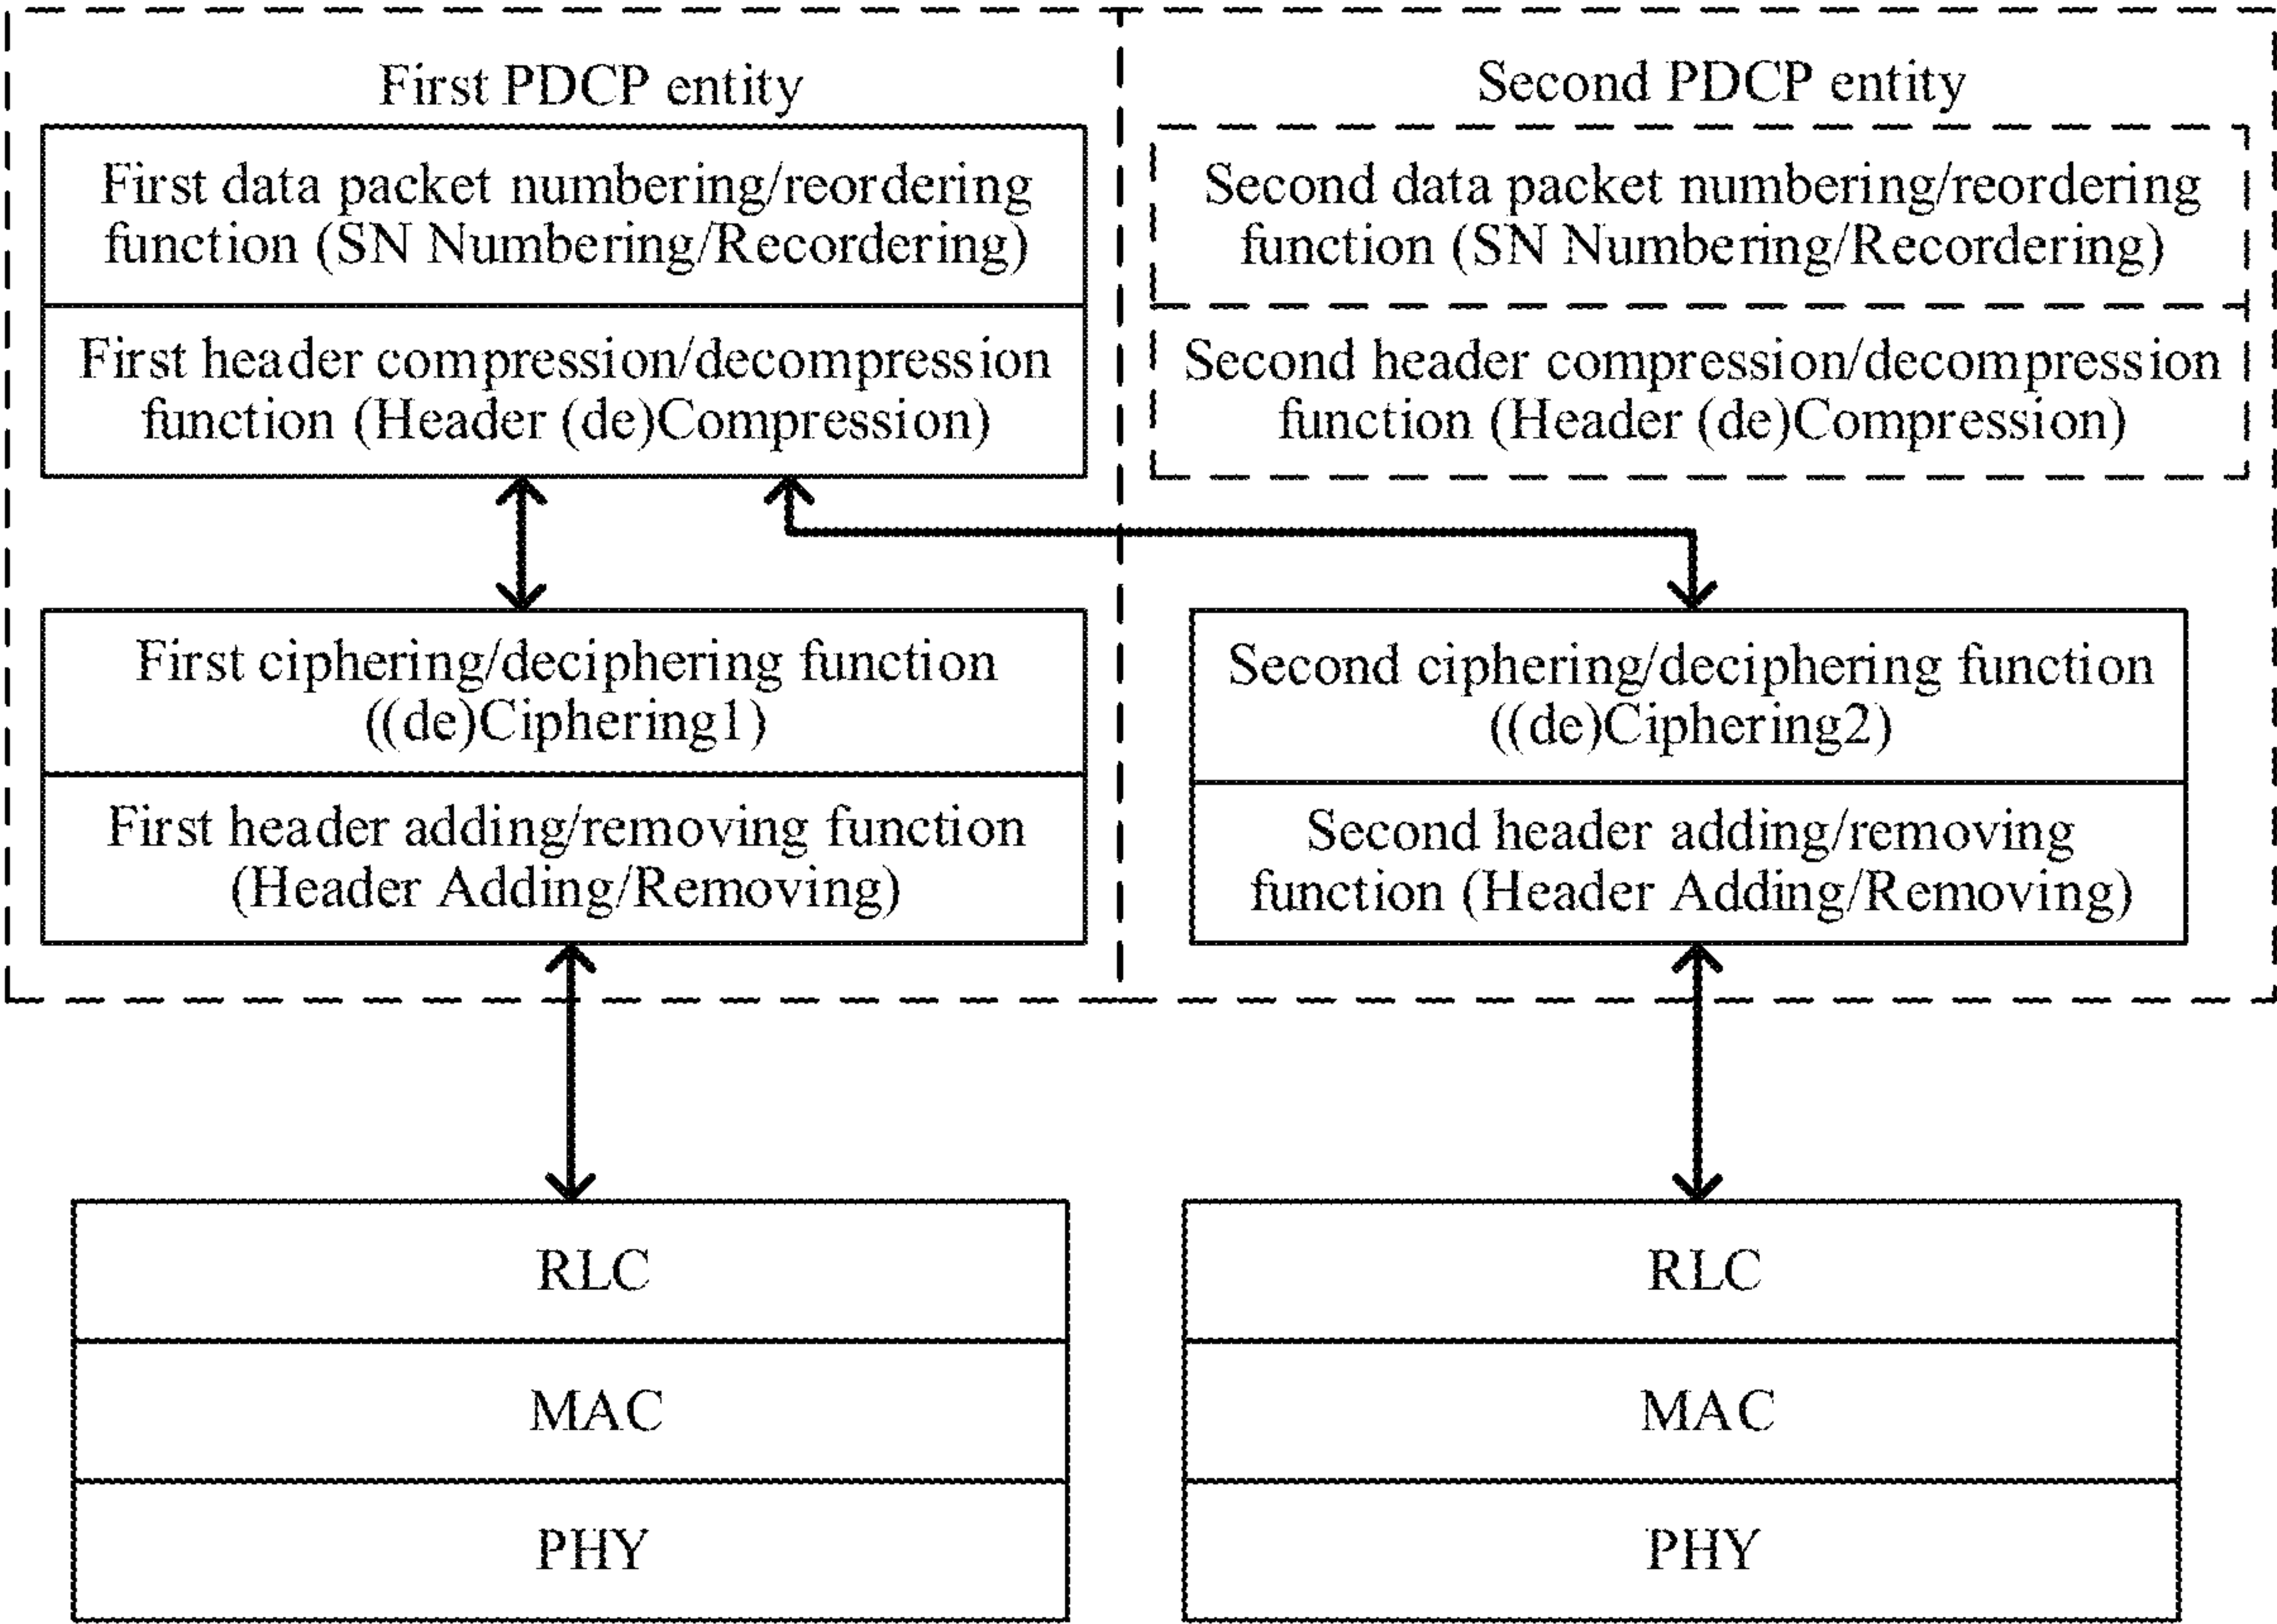 First PDCP entity
First data packet numbering/reordering
function (SN Numbering/Recordering)
First header compression/decompression
function (Header (de)Compression)
First ciphering/deciphering function
((de)Ciphering1)
First header adding/removing function
(Header Adding/Removing)
RLC
MAC
PHY
Second PDCP entity
Second data packet numbering/reordering
function (SN Numbering/Recordering)
Second header compression/decompression
function (Header (de)Compression)
Second ciphering/deciphering function
((de)Ciphering2)
Second header adding/removing
function (Header Adding/Removing)
RLC
MAC
PHY